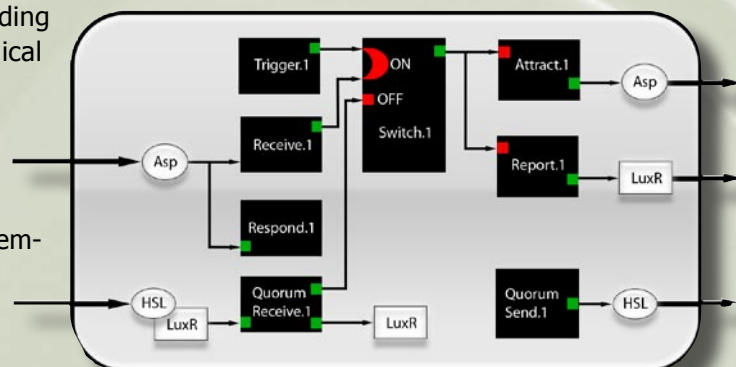 ding
ical
em-
Trigger.1
ON
Attract.1
Asp
OFF
Switch.1
Receive.1
Asp
Report.1
LuxR
Respond.1
HSL
LuxR
Quorum
Receive.1
LuxR
Quorum
Send.1
HSL